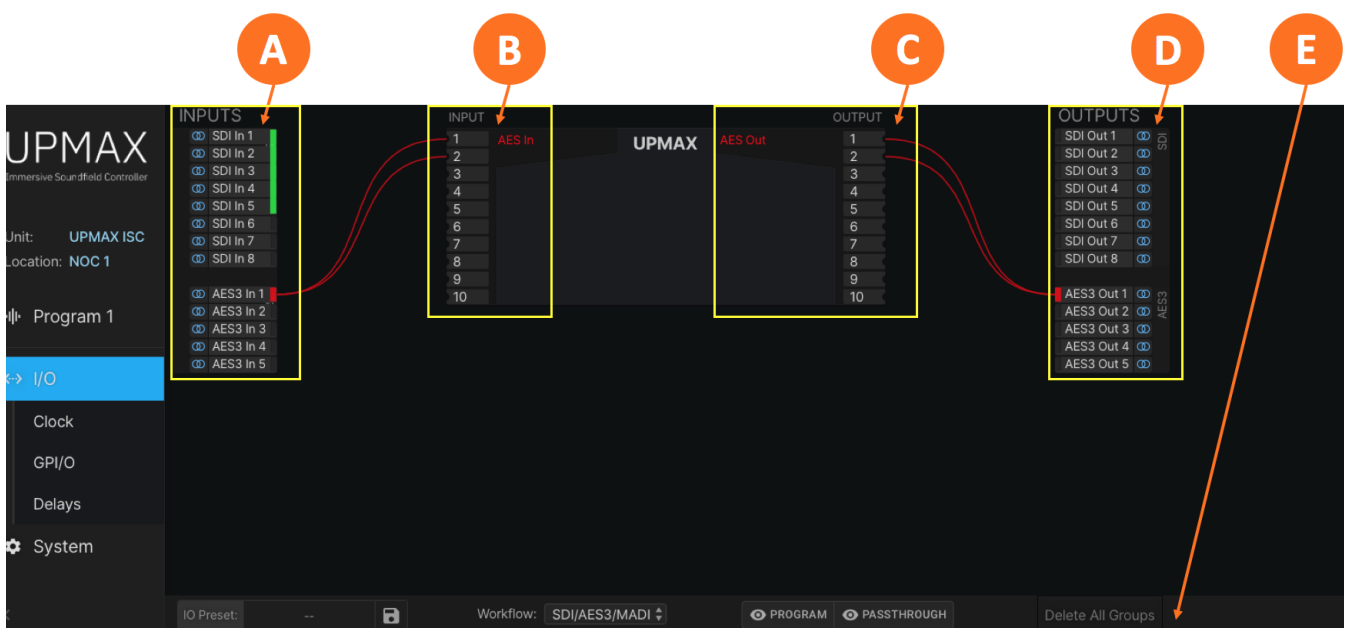 A B C D E
INPUTS
SDI In 1
SDI In 2
SDI In 3
SDI In 4
SDI In 5
SDI In 6
SDI In 7
SDI In 8
AES3 In 1
AES3 In 2
AES3 In 3
AES3 In 4
AES3 In 5
INPUT
1 AES In
2
3
4
5
6
7
8
9
10
UPMAX
OUTPUT
AES Out 1
2
3
4
5
6
7
8
9
10
OUTPUTS
SDI Out 1
SDI Out 2
SDI Out 3
SDI Out 4
SDI Out 5
SDI Out 6
SDI Out 7
SDI Out 8
SDI
AES3 Out 1
AES3 Out 2
AES3 Out 3
AES3 Out 4
AES3 Out 5
AES3
UPMAX
Immersive Soundfield Controller
Unit: UPMAX ISC
Location: NOC 1
Program 1
I/O
Clock
GPI/O
Delays
System
IO Preset: -- Workflow: SDI/AES3/MADI PROGRAM PASSTHROUGH Delete All Groups